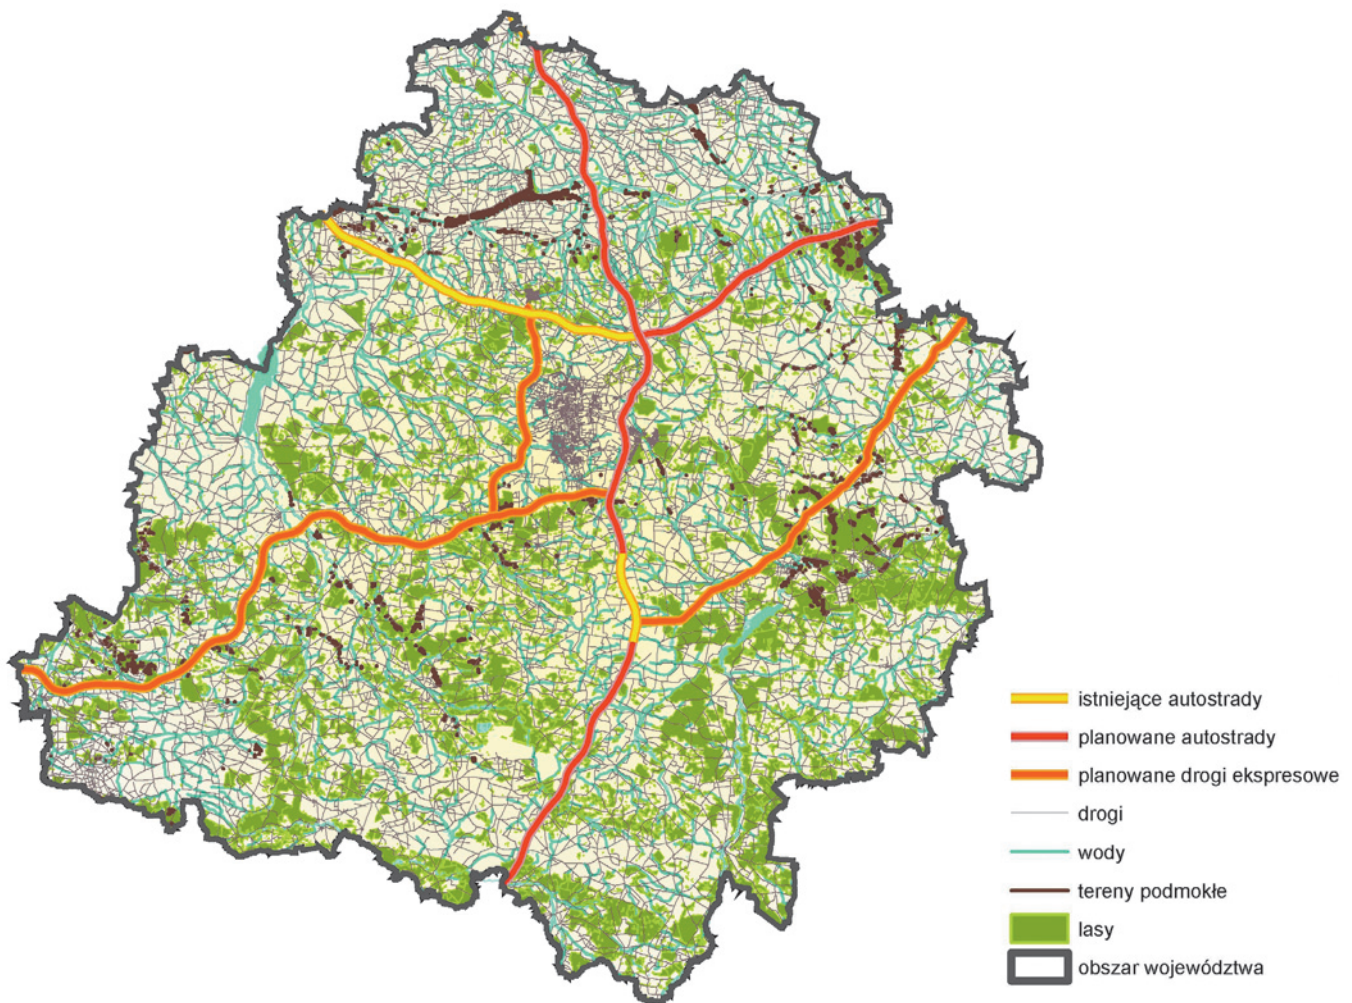 istniejące autostrady
planowane autostrady
planowane drogi ekspresowe
drogi
wody
tereny podmokłe
lasy
obszar województwa